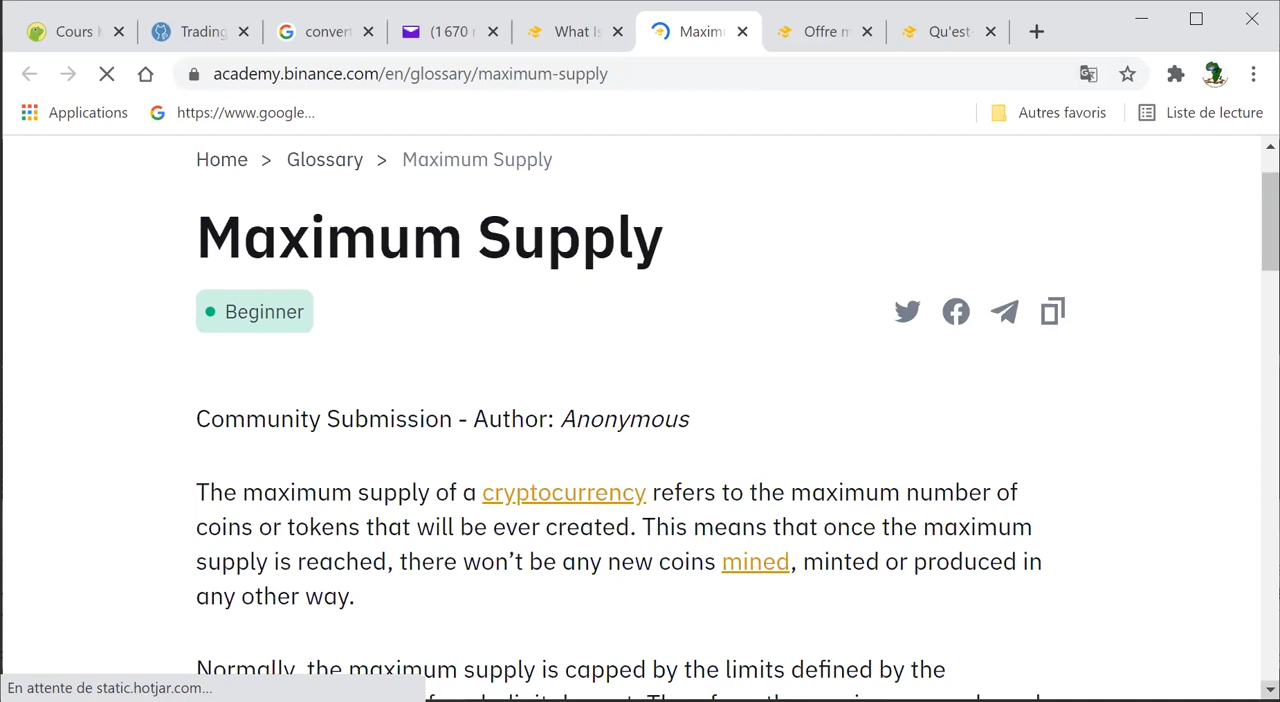 Cours
Trading
convert
(1 670
What Is
Maxim
Offre m
Qu'est-
academy.binance.com/en/glossary/maximum-supply
Applications
https://www.google...
Autres favoris
Liste de lecture
Home > Glossary > Maximum Supply
Maximum Supply
Beginner
Community Submission - Author: Anonymous
The maximum supply of a cryptocurrency refers to the maximum number of
coins or tokens that will be ever created. This means that once the maximum
supply is reached, there won’t be any new coins mined, minted or produced in
any other way.
Normally, the maximum supply is capped by the limits defined by the
En attente de static.hotjar.com...